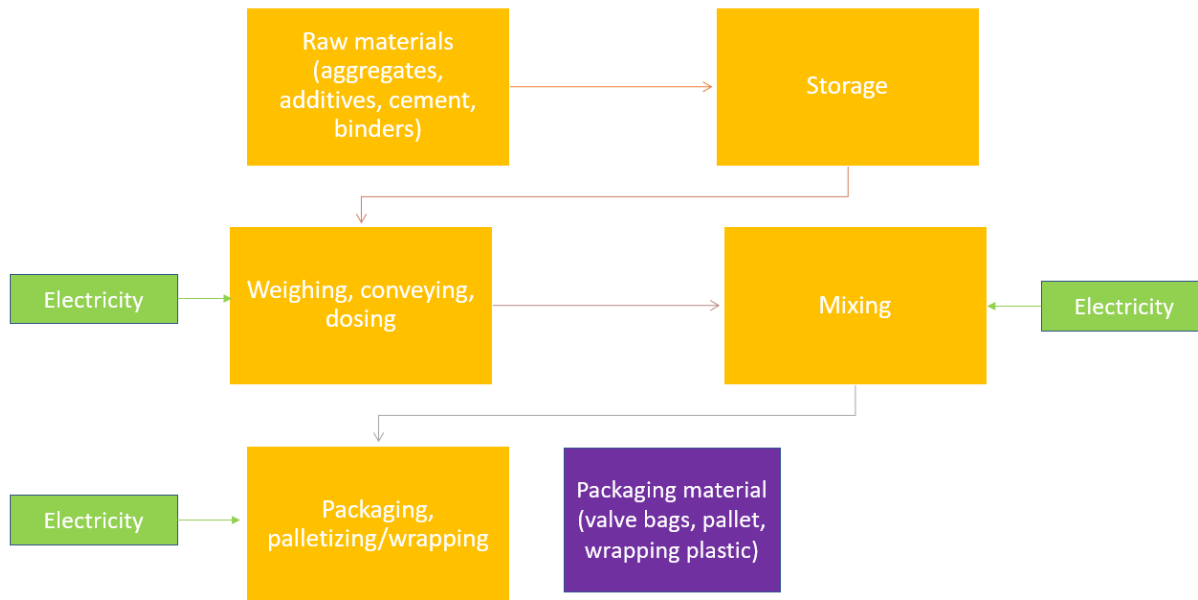 Raw materials
(aggregates,
additives, cement,
binders)
Storage
Electricity
Weighing, conveying,
dosing
Mixing
Electricity
Electricity
Packaging,
palletizing/wrapping
Packaging material
(valve bags, pallet,
wrapping plastic)